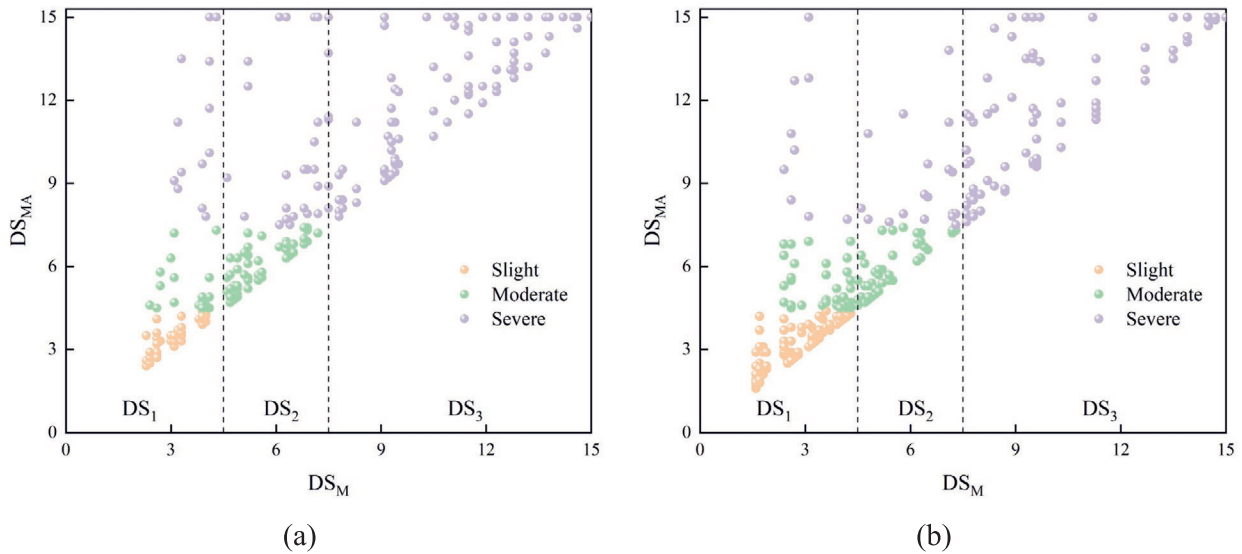 15
12
9
6
3
0
DS_MA
Slight
Moderate
Severe
DS_1
DS_2
DS_3
0
3
6
9
12
15
DS_M
(a)
15
12
9
6
3
0
DS_MA
Slight
Moderate
Severe
DS_1
DS_2
DS_3
0
3
6
9
12
15
DS_M
(b)